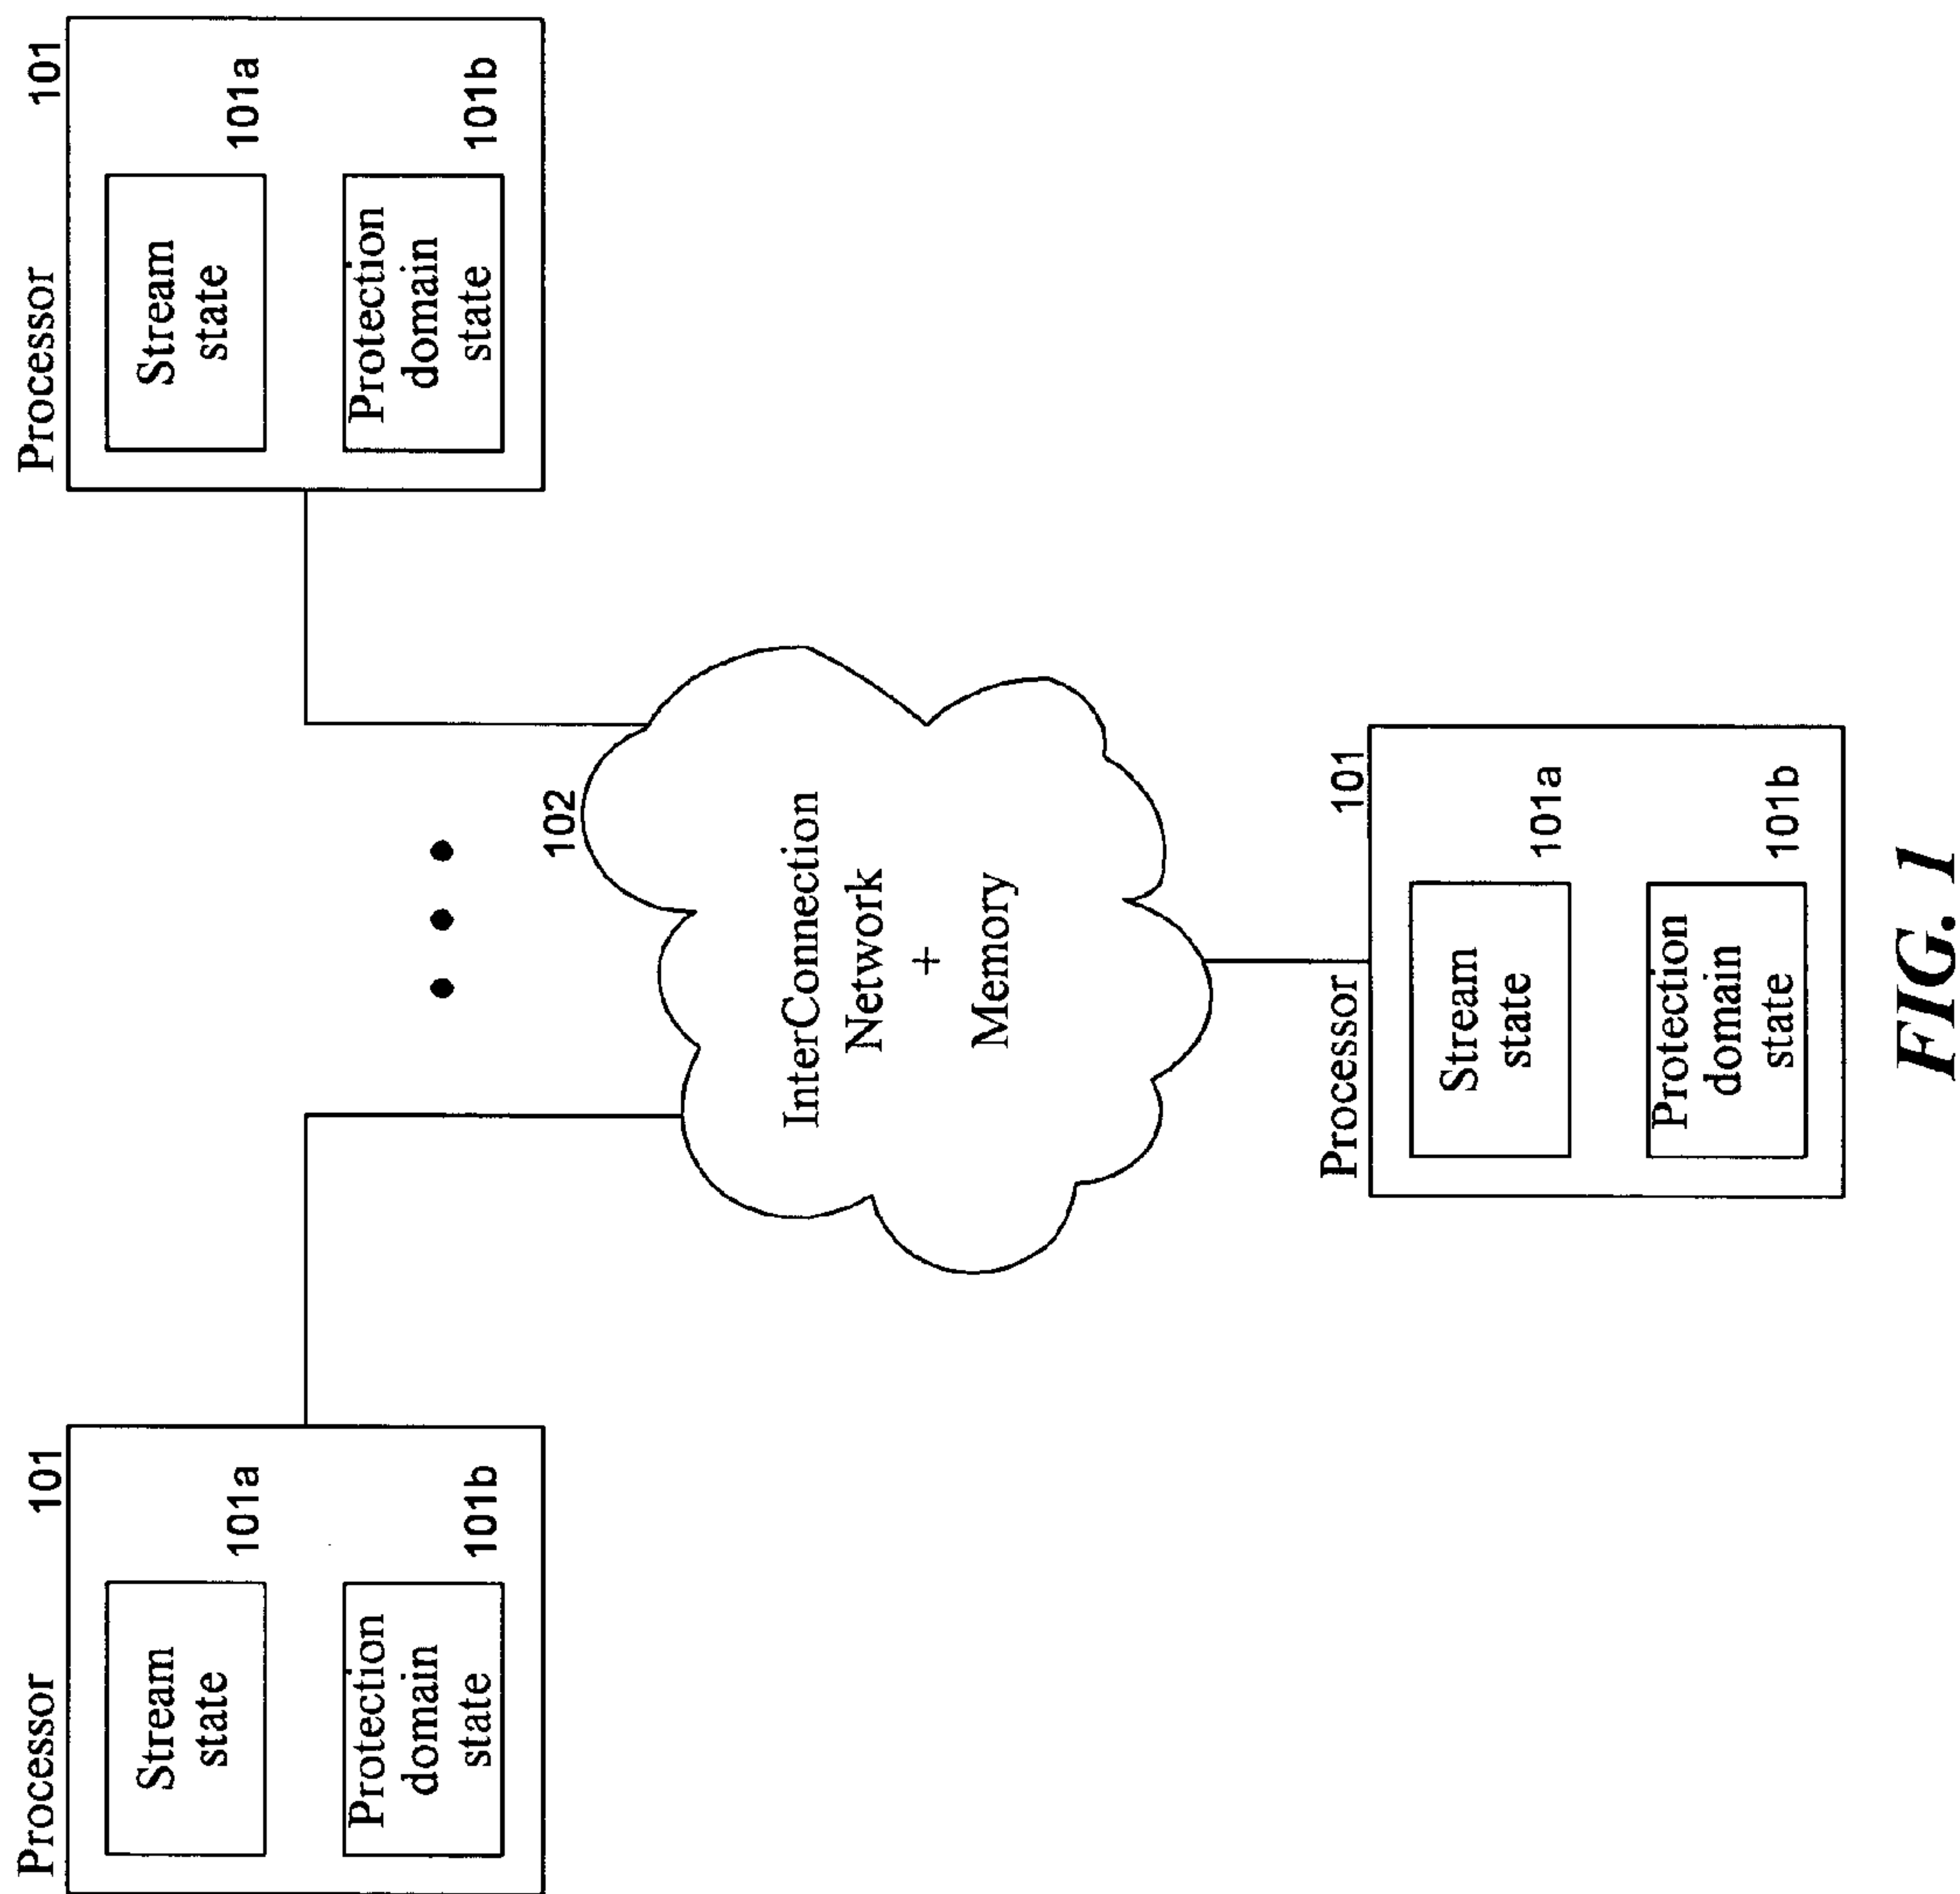 Processor 101
Stream
state
101a
Protection
domain
state
101b
Processor 101
Stream
state
101a
Protection
domain
state
101b
102
InterConnection
Network
+
Memory
Processor 101
Stream
state
101a
Protection
domain
state
101b
FIG. 1